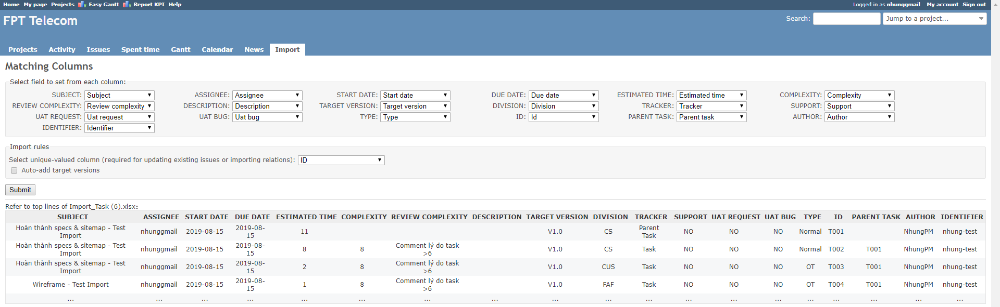 Home My page Projects Easy Gantt Report KPI Help Logged in as nhunggmail My account Sign out
FPT Telecom Search: Jump to a project...
Projects Activity Issues Spent time Gantt Calendar News Import
Matching Columns
Select field to set from each column:
SUBJECT: Subject ASSIGNEE: Assignee START DATE: Start date DUE DATE: Due date ESTIMATED TIME: Estimated time COMPLEXITY: Complexity
REVIEW COMPLEXITY: Review complexity DESCRIPTION: Description TARGET VERSION: Target version DIVISION: Division TRACKER: Tracker SUPPORT: Support
UAT REQUEST: Uat request UAT BUG: Uat bug TYPE: Type ID: Id PARENT TASK: Parent task AUTHOR: Author
IDENTIFIER: Identifier
Import rules
Select unique-valued column (required for updating existing issues or importing relations): ID
Auto-add target versions
Submit
Refer to top lines of Import_Task (6).xlsx:
SUBJECT ASSIGNEE START DATE DUE DATE ESTIMATED TIME COMPLEXITY REVIEW COMPLEXITY DESCRIPTION TARGET VERSION DIVISION TRACKER SUPPORT UAT REQUEST UAT BUG TYPE ID PARENT TASK AUTHOR IDENTIFIER
Hoàn thành specs & sitemap - Test Import nhunggmail 2019-08-15 2019-08-15 11 V1.0 CS Parent Task NO NO NO Normal T001 NhungPM nhung-test
Hoàn thành specs & sitemap - Test Import nhunggmail 2019-08-15 2019-08-15 8 8 Comment lý do task >6 V1.0 CS Task NO NO NO Normal T002 T001 NhungPM nhung-test
Hoàn thành specs & sitemap - Test Import nhunggmail 2019-08-15 2019-08-15 2 8 Comment lý do task >6 V1.0 CUS Task NO NO NO OT T003 T001 NhungPM nhung-test
Wireframe - Test Import nhunggmail 2019-08-15 2019-08-15 1 8 Comment lý do task >6 V1.0 FAF Task NO NO NO OT T004 T001 NhungPM nhung-test
... ... ... ... ... ... ... ... ... ... ... ... ... ... ... ... ... ... ...